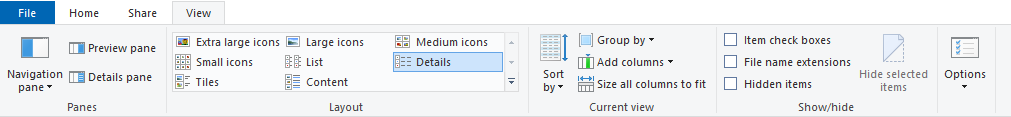 File Home Share View
Extra large icons Large icons Medium icons
Small icons List Details
Tiles Content
Navigation pane
Preview pane
Details pane
Panes
Layout
Sort by
Group by
Add columns
Size all columns to fit
Current view
Item check boxes
File name extensions
Hidden items
Hide selected items
Show/hide
Options